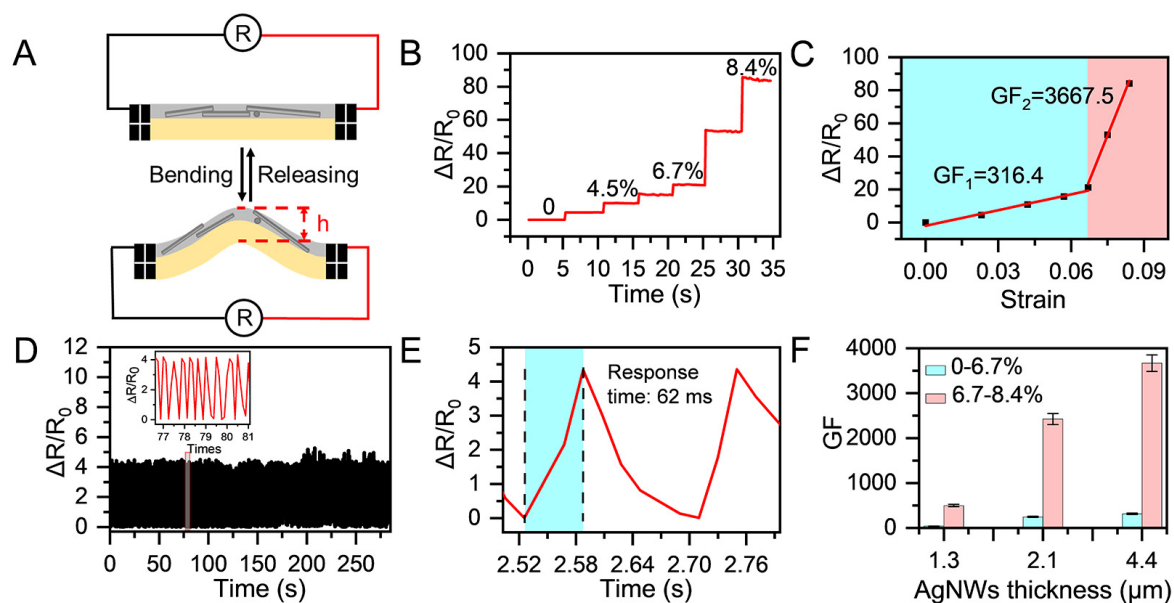 A
R
Bending
Releasing
h
R
B
ΔR/R0
100
80
60
40
20
0
0
4.5%
6.7%
8.4%
0 5 10 15 20 25 30 35
Time (s)
C
ΔR/R0
100
80
60
40
20
0
GF1=316.4
GF2=3667.5
0.00 0.03 0.06 0.09
Strain
D
ΔR/R0
12
10
8
6
4
2
0
ΔR/R0
4
2
0
77 78 79 80 81
Times
0 50 100 150 200 250
Time (s)
E
ΔR/R0
5
4
3
2
1
0
Response
time: 62 ms
2.52 2.58 2.64 2.70 2.76
Time (s)
F
GF
4000
3000
2000
1000
0
0-6.7%
6.7-8.4%
1.3 2.1 4.4
AgNWs thickness (μm)